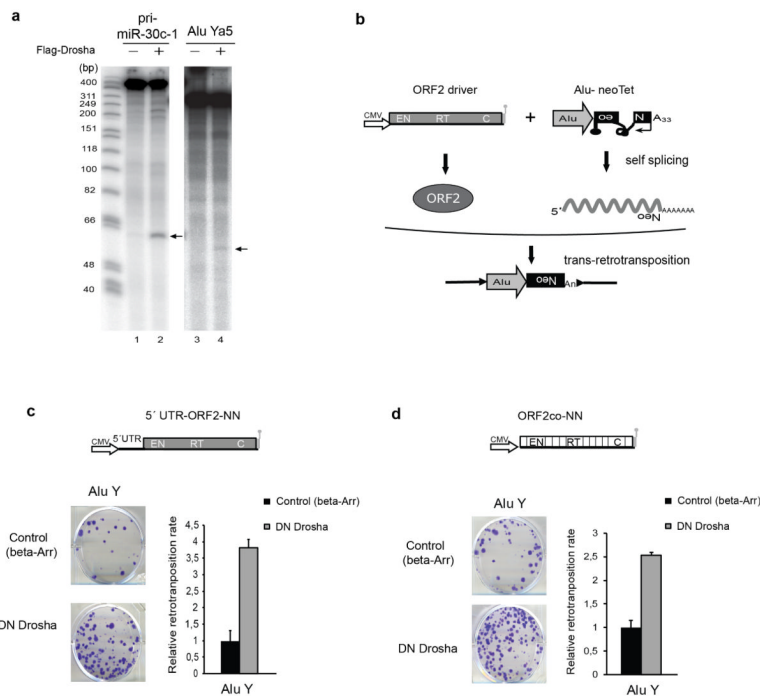 a
pri-
miR-30c-1
Alu Ya5
Flag-Drosha
— + — +
(bp)
400
311
249
200
151
118
100
82
66
48
40
1 2 3 4
b
ORF2 driver
Alu- neoTet
CMV
EN RT C
+
Alu
eo
N
A33
self splicing
ORF2
5'
Neo
AAAAAAA
trans-retrotransposition
Alu
Neo
An
c
5´ UTR-ORF2-NN
CMV
5´UTR
EN RT C
Alu Y
Control
(beta-Arr)
DN Drosha
Control (beta-Arr)
DN Drosha
Relative retrotranposition rate
4,5
4
3,5
3
2,5
2
1,5
1
0,5
0
Alu Y
d
ORF2co-NN
CMV
EN RT C
Alu Y
Control
(beta-Arr)
DN Drosha
Control (beta-Arr)
DN Drosha
Relative retrotranposition rate
3
2,5
2
1,5
1
0,5
0
Alu Y